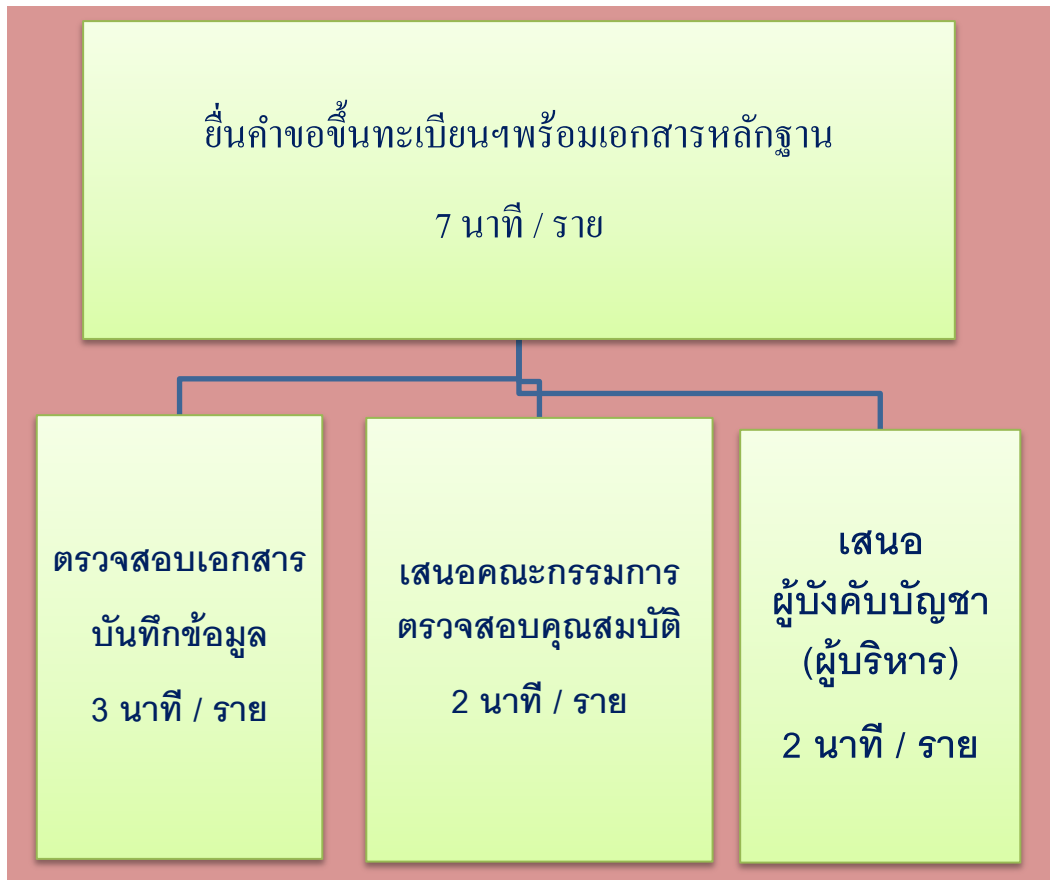 ยื่นคำขอขึ้นทะเบียนฯพร้อมเอกสารหลักฐาน
7 นาที / ราย
ตรวจสอบเอกสาร
บันทึกข้อมูล
3 นาที / ราย
เสนอคณะกรรมการ
ตรวจสอบคุณสมบัติ
2 นาที / ราย
เสนอ
ผู้บังคับบัญชา
(ผู้บริหาร)
2 นาที / ราย